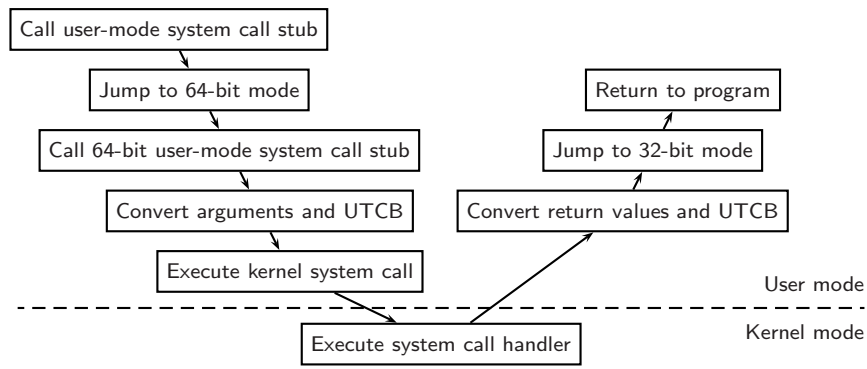 Call user-mode system call stub
Jump to 64-bit mode
Return to program
Call 64-bit user-mode system call stub
Jump to 32-bit mode
Convert arguments and UTCB
Convert return values and UTCB
Execute kernel system call
User mode
Kernel mode
Execute system call handler